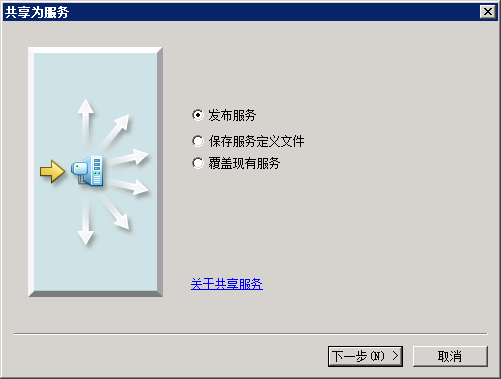 共享为服务
发布服务
保存服务定义文件
覆盖现有服务
关于共享服务
下一步(N) >
取消